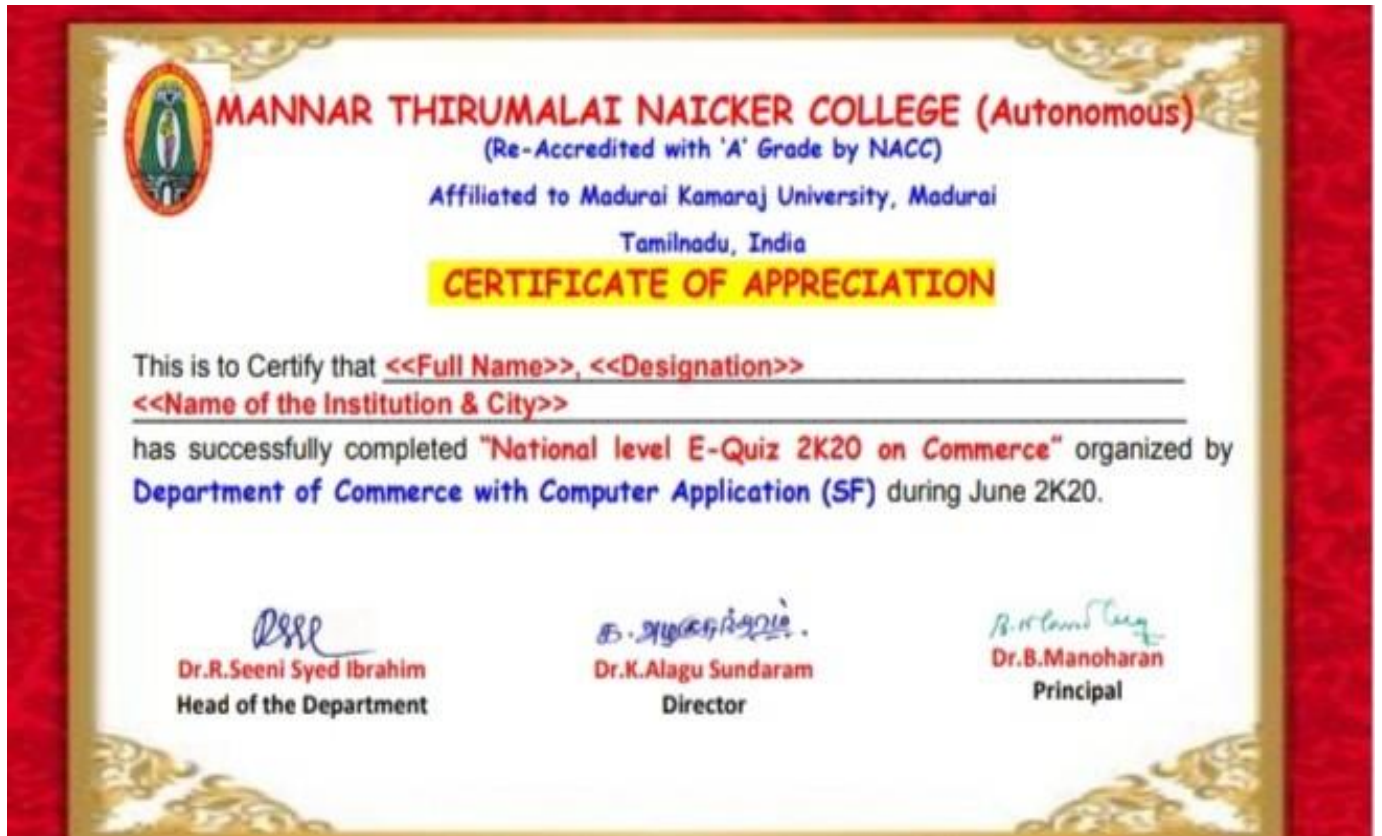 MANNAR THIRUMALAI NAICKER COLLEGE (Autonomous)
(Re-Accredited with 'A' Grade by NACC)
Affiliated to Madurai Kamaraj University, Madurai
Tamilnadu, India
CERTIFICATE OF APPRECIATION
This is to Certify that <<Full Name>>, <<Designation>>
<<Name of the Institution & City>>
has successfully completed "National level E-Quiz 2K20 on Commerce" organized by
Department of Commerce with Computer Application (SF) during June 2K20.
க. அழகுசுந்தரம்.
Dr.R.Seeni Syed Ibrahim Dr.K.Alagu Sundaram Dr.B.Manoharan
Head of the Department Director Principal